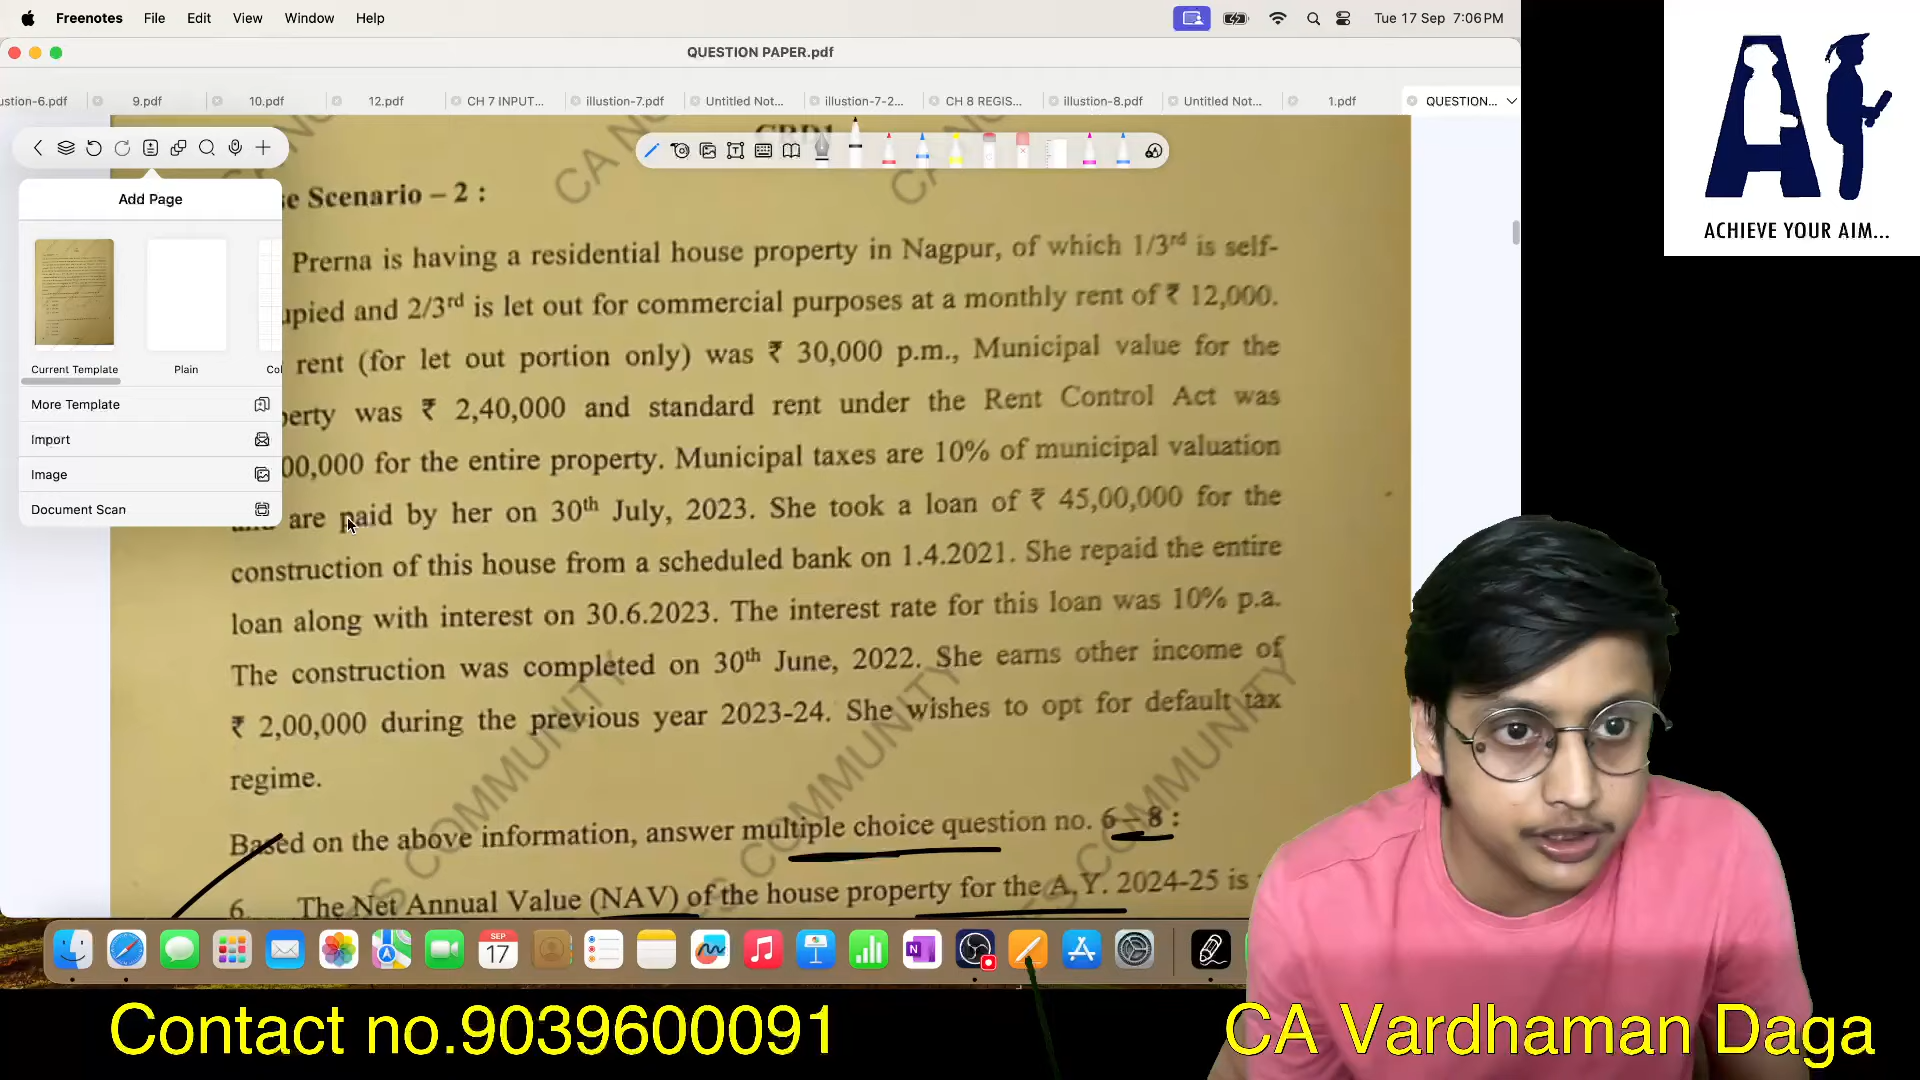 Freenotes File Edit View Window Help
Tue 17 Sep 7:06 PM
QUESTION PAPER.pdf
ustion-6.pdf 9.pdf 10.pdf 12.pdf CH 7 INPUT... illustion-7.pdf Untitled Not... illustion-7-2... CH 8 REGIS... illustion-8.pdf Untitled Not... 1.pdf QUESTION...
Add Page
Current Template Plain Col
More Template
Import
Image
Document Scan
e Scenario – 2 :
Prerna is having a residential house property in Nagpur, of which 1/3rd is self-
upied and 2/3rd is let out for commercial purposes at a monthly rent of ₹ 12,000.
rent (for let out portion only) was ₹ 30,000 p.m., Municipal value for the
perty was ₹ 2,40,000 and standard rent under the Rent Control Act was
00,000 for the entire property. Municipal taxes are 10% of municipal valuation
and are paid by her on 30th July, 2023. She took a loan of ₹ 45,00,000 for the
construction of this house from a scheduled bank on 1.4.2021. She repaid the entire
loan along with interest on 30.6.2023. The interest rate for this loan was 10% p.a.
The construction was completed on 30th June, 2022. She earns other income of
₹ 2,00,000 during the previous year 2023-24. She wishes to opt for default tax
regime.
Based on the above information, answer multiple choice question no. 6 – 8 :
6. The Net Annual Value (NAV) of the house property for the A.Y. 2024-25 is
COMMUNITY
COMMUNITY
COMMUNITY
SEP
17
ACHIEVE YOUR AIM...
Contact no.9039600091
CA Vardhaman Daga